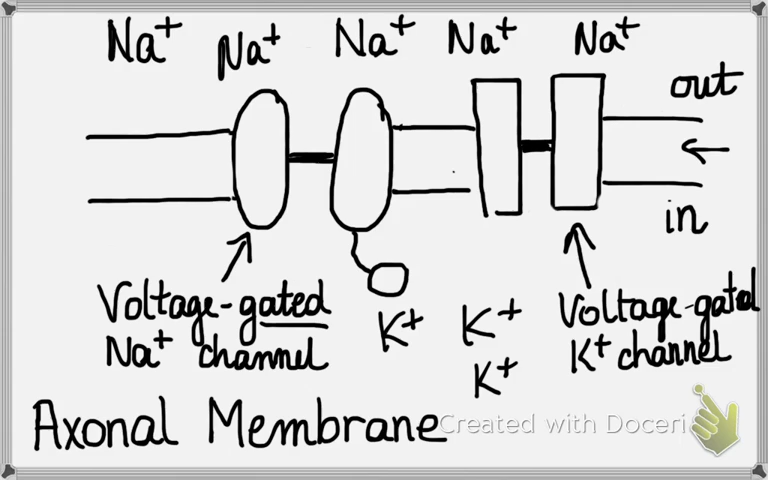 Na+ Na+ Na+ Na+ Na+
out
in
Voltage-gated
Na+ channel
K+ K+
K+
Voltage-gated
K+ channel
Axonal Membrane
Created with Doceri